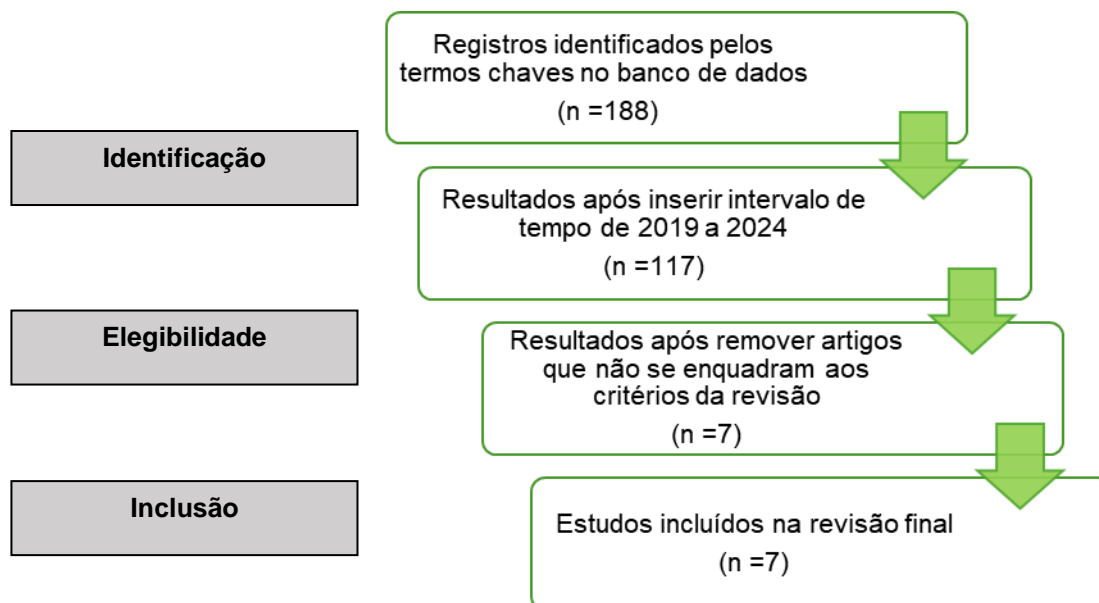 Registros identificados pelos
termos chaves no banco de dados
(n =188)
Identificação
Resultados após inserir intervalo de
tempo de 2019 a 2024
(n =117)
Elegibilidade
Resultados após remover artigos
que não se enquadram aos
critérios da revisão
(n =7)
Inclusão
Estudos incluídos na revisão final
(n =7)